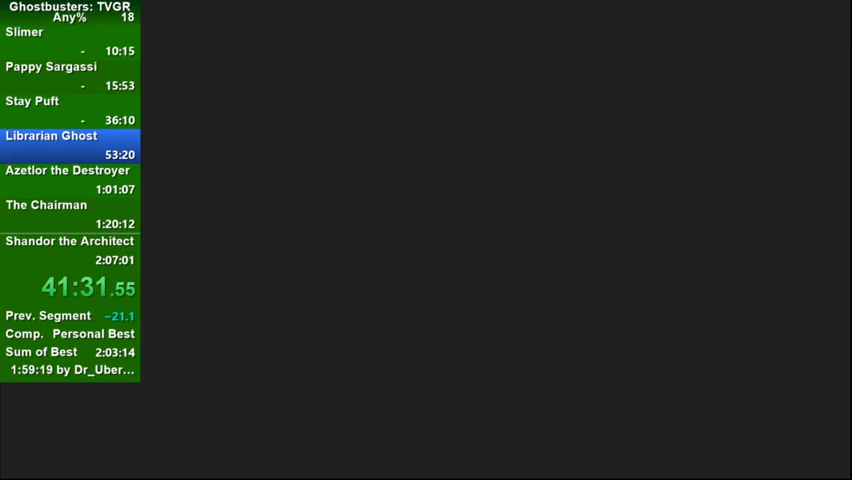 Ghostbusters: TVGR
Any% 18
Slimer
- 10:15
Pappy Sargassi
- 15:53
Stay Puft
- 36:10
Librarian Ghost
53:20
Azetlor the Destroyer
1:01:07
The Chairman
1:20:12
Shandor the Architect
2:07:01
41:31.55
Prev. Segment −21.1
Comp. Personal Best
Sum of Best 2:03:14
1:59:19 by Dr_Uber...